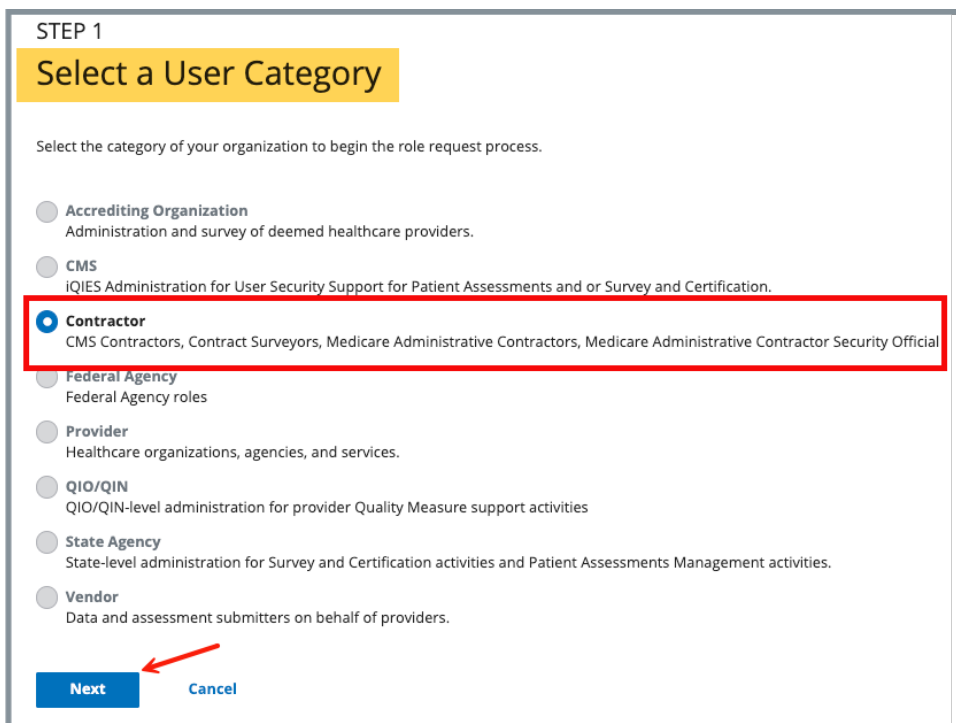 STEP 1
Select a User Category
Select the category of your organization to begin the role request process.
Accrediting Organization
Administration and survey of deemed healthcare providers.
CMS
iQIES Administration for User Security Support for Patient Assessments and or Survey and Certification.
Contractor
CMS Contractors, Contract Surveyors, Medicare Administrative Contractors, Medicare Administrative Contractor Security Official
Federal Agency
Federal Agency roles
Provider
Healthcare organizations, agencies, and services.
QIO/QIN
QIO/QIN-level administration for provider Quality Measure support activities
State Agency
State-level administration for Survey and Certification activities and Patient Assessments Management activities.
Vendor
Data and assessment submitters on behalf of providers.
Next Cancel